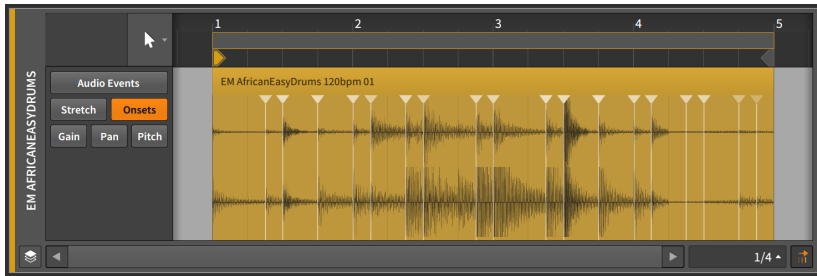 1 2 3 4 5
EM AFRICANEASYDRUMS
Audio Events
EM AfricanEasyDrums 120bpm 01
Stretch Onsets
Gain Pan Pitch
1/4